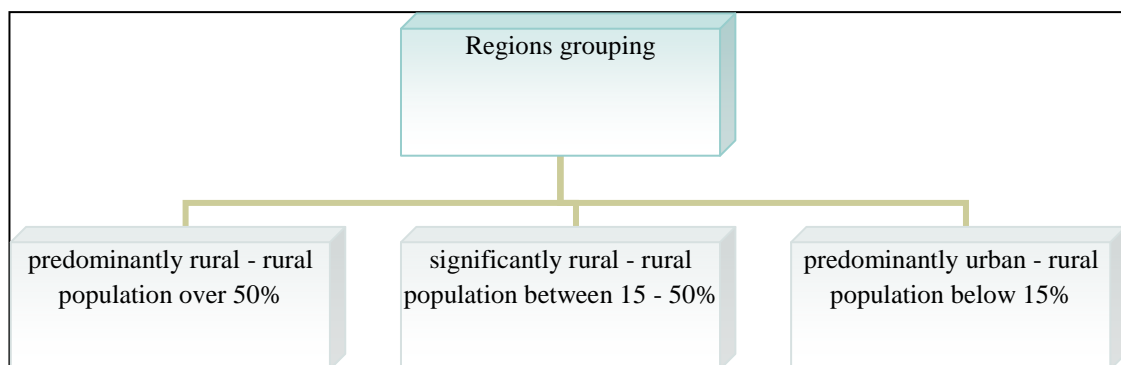 Regions grouping
predominantly rural - rural
population over 50%
significantly rural - rural
population between 15 - 50%
predominantly urban - rural
population below 15%